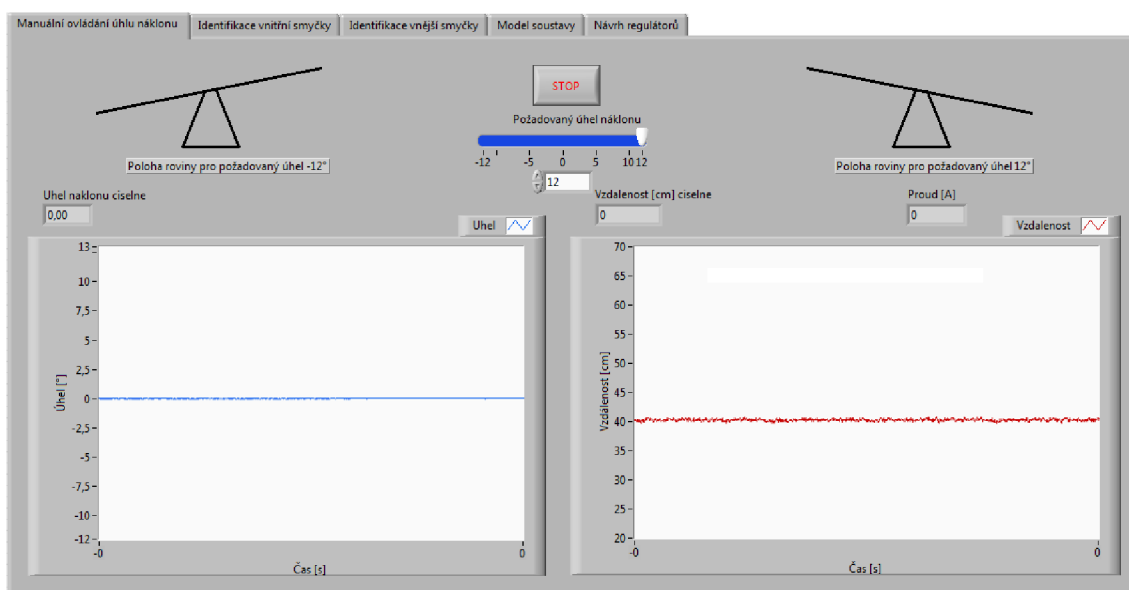 Manuální ovládání úhlu náklonu
Identifikace vnitřní smyčky
Identifikace vnější smyčky
Model soustavy
Návrh regulátorů
STOP
Požadovaný úhel náklonu
-12 -5 0 5 10 12
12
Poloha roviny pro požadovaný úhel -12°
Poloha roviny pro požadovaný úhel 12°
Uhel naklonu ciselne
0,00
Vzdalenost [cm] ciselne
0
Proud [A]
0
Uhel
13
10
7,5
5
2,5
0
-2,5
-5
-7,5
-10
-12
Úhel [°]
-0 0
Čas [s]
Vzdalenost
70
65
60
55
50
45
40
35
30
25
20
Vzdálenost [cm]
-0 0
Čas [s]